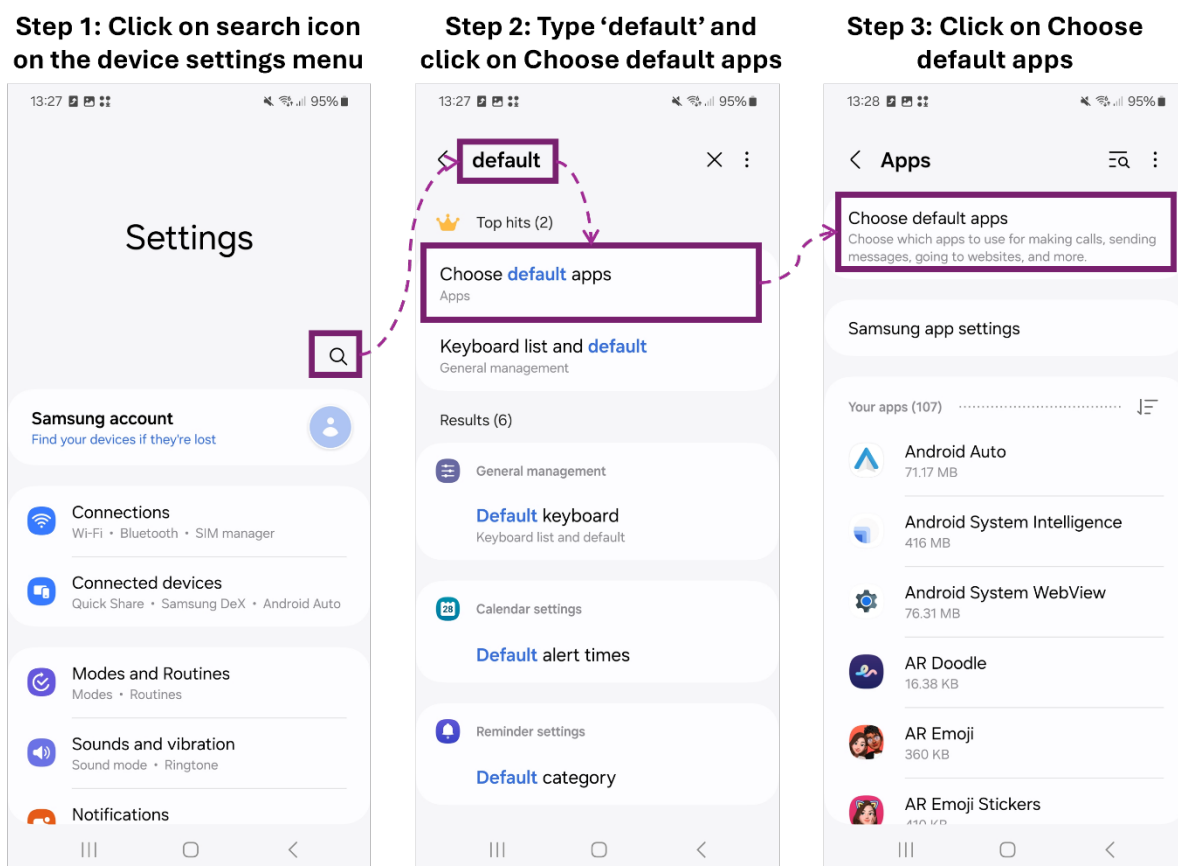 Step 1: Click on search icon
on the device settings menu
13:27
95%
Settings
Samsung account
Find your devices if they're lost
Connections
Wi-Fi • Bluetooth • SIM manager
Connected devices
Quick Share • Samsung DeX • Android Auto
Modes and Routines
Modes • Routines
Sounds and vibration
Sound mode • Ringtone
Notifications
Step 2: Type ‘default’ and
click on Choose default apps
13:27
95%
default
Top hits (2)
Choose default apps
Apps
Keyboard list and default
General management
Results (6)
General management
Default keyboard
Keyboard list and default
28
Calendar settings
Default alert times
Reminder settings
Default category
Step 3: Click on Choose
default apps
13:28
95%
Apps
Choose default apps
Choose which apps to use for making calls, sending
messages, going to websites, and more.
Samsung app settings
Your apps (107)
Android Auto
71.17 MB
Android System Intelligence
416 MB
Android System WebView
76.31 MB
AR Doodle
16.38 KB
AR Emoji
360 KB
AR Emoji Stickers
410 KB